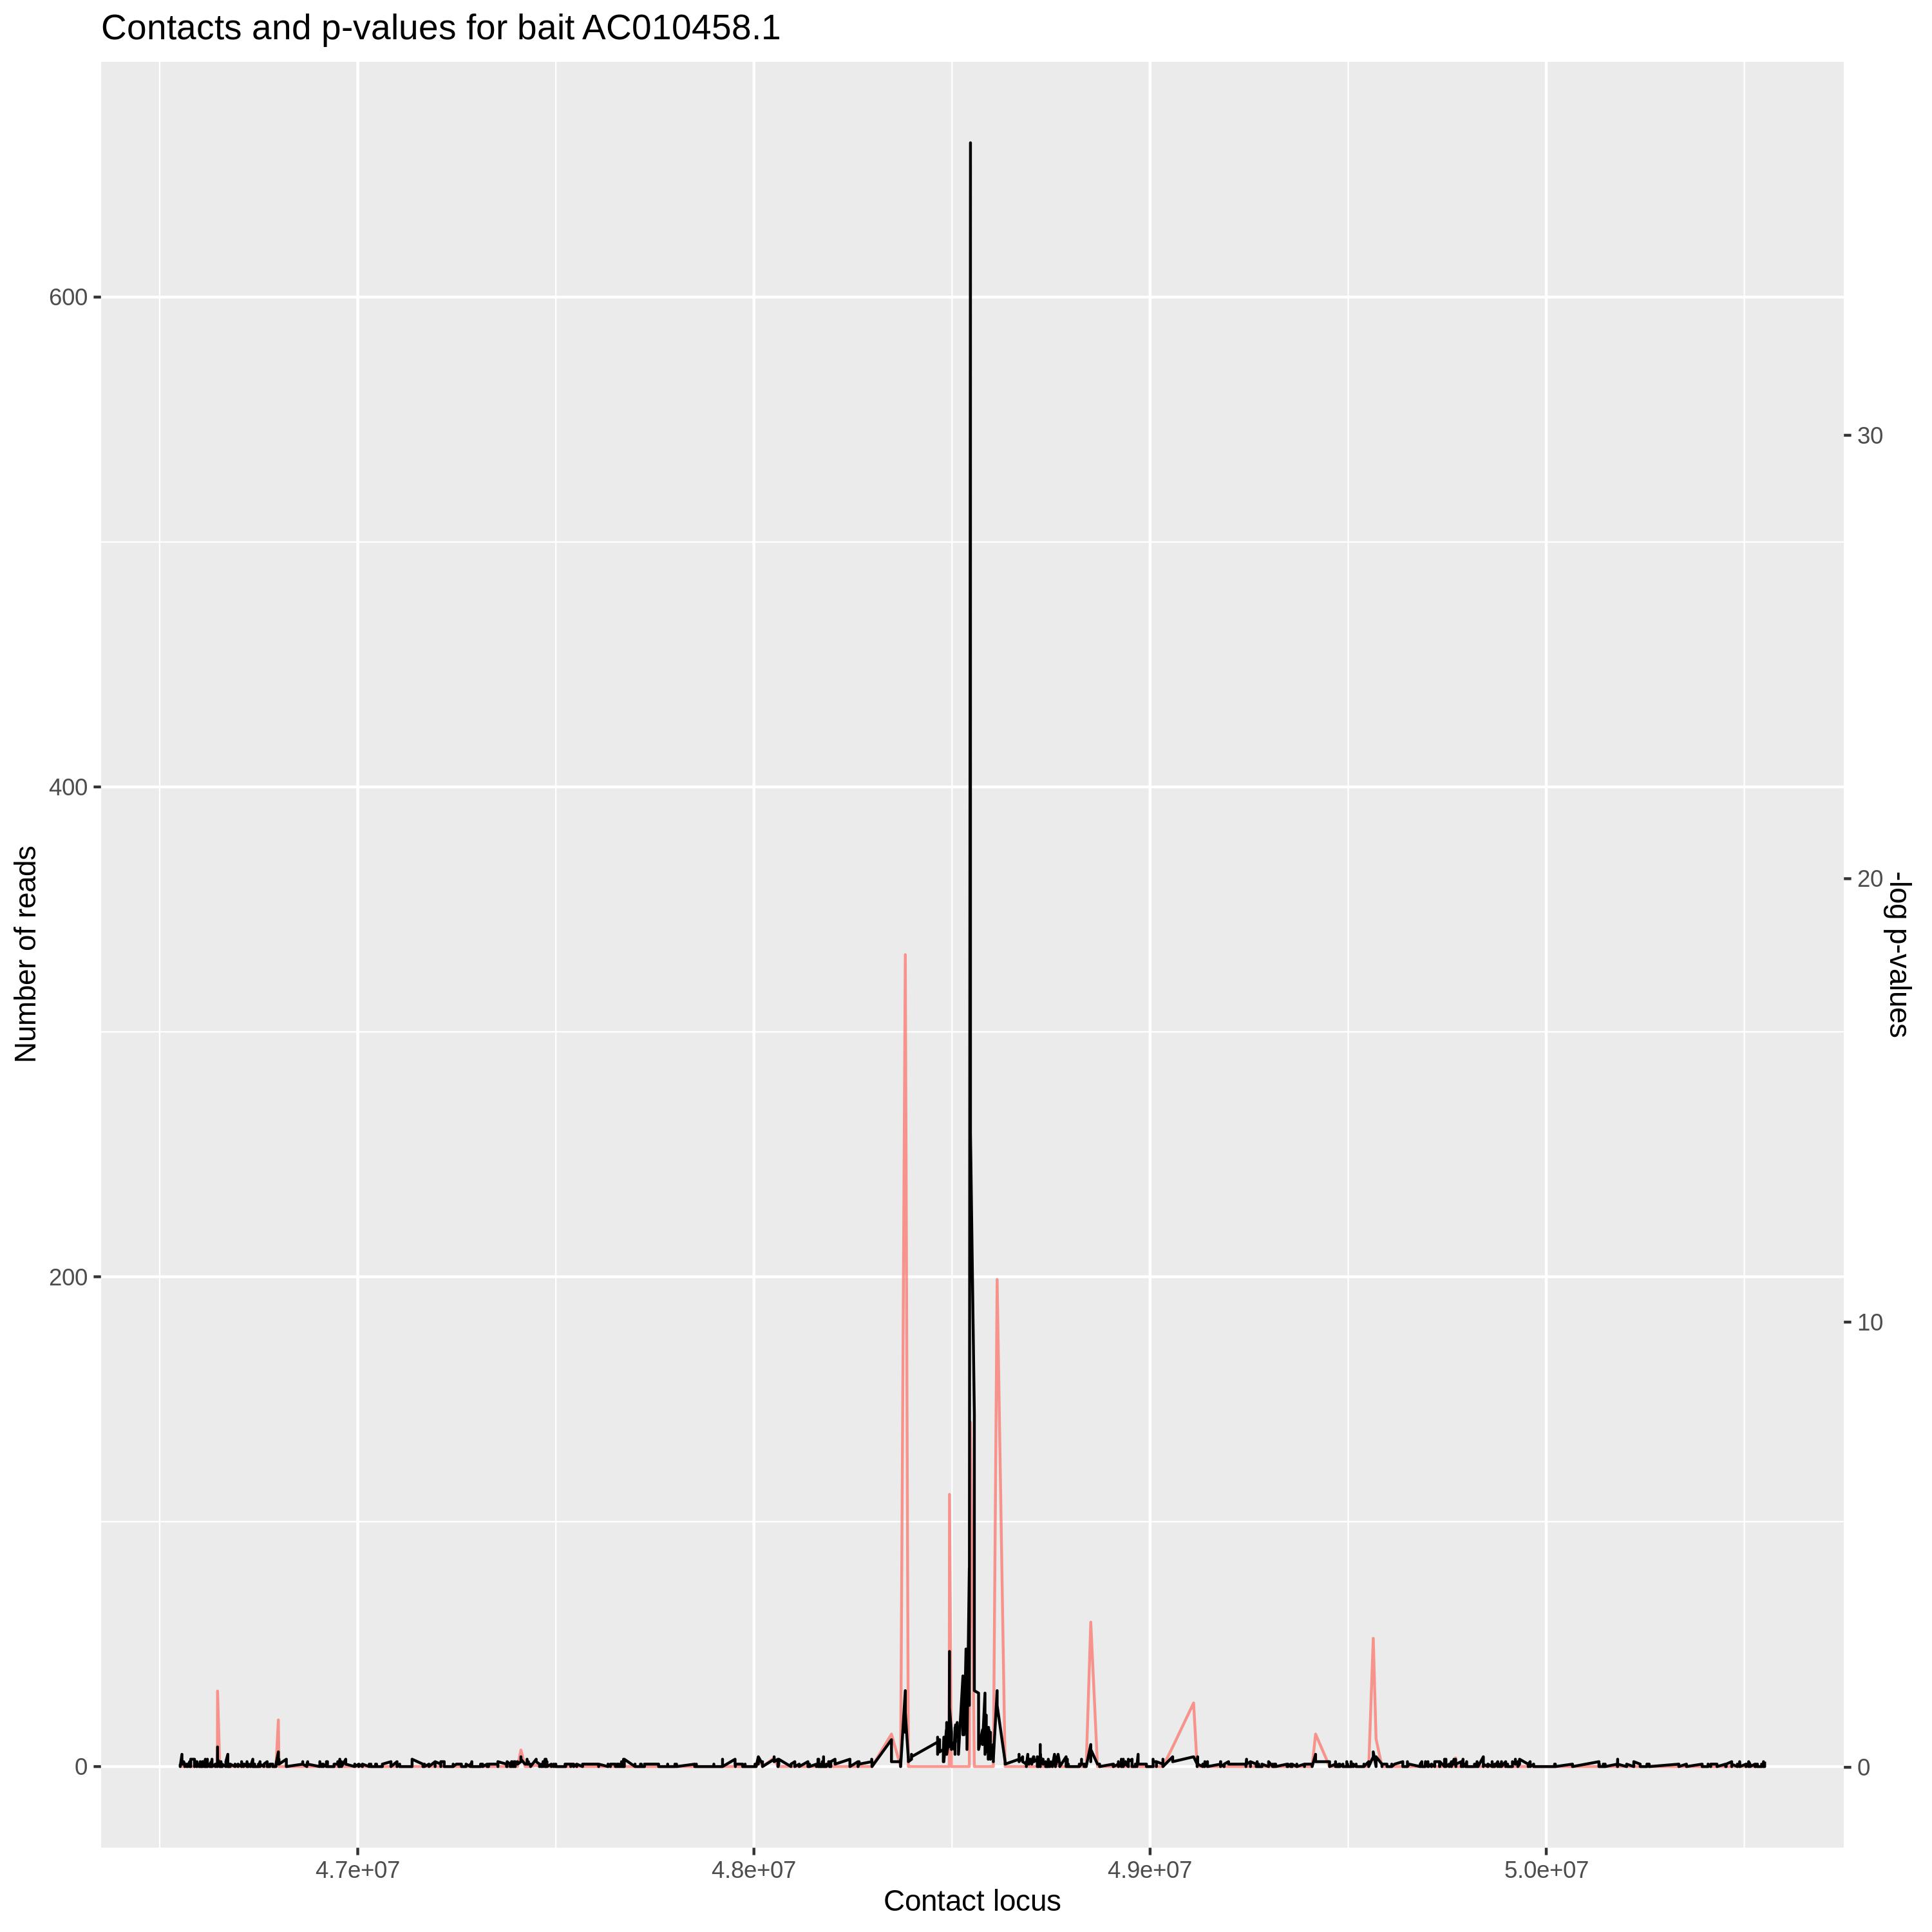 Contacts and p-values for bait AC010458.1
600
400
200
0
Number of reads
30
20
10
0
-log p-values
4.7e+07
4.8e+07
4.9e+07
5.0e+07
Contact locus